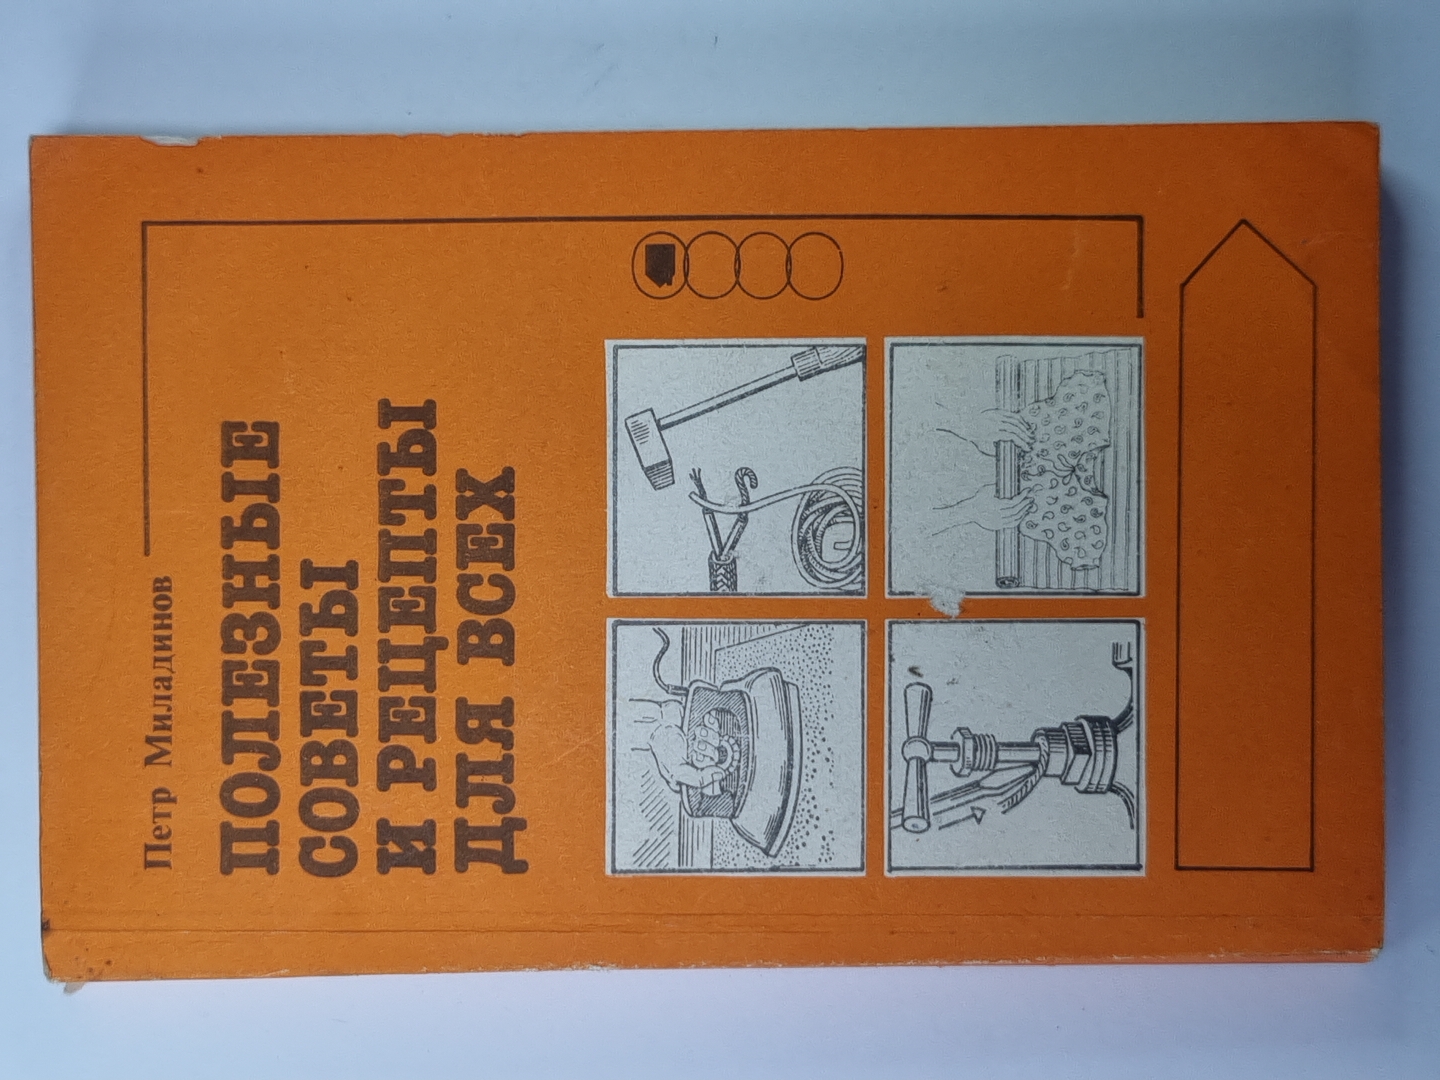 Петр Миладинов
ПОЛЕЗНЫЕ
СОВЕТЫ
И РЕЦЕПТЫ
ДЛЯ ВСЕХ